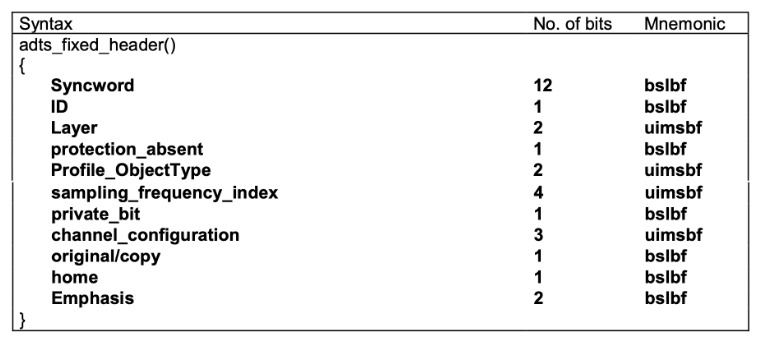 Syntax No. of bits Mnemonic
adts_fixed_header()
{
Syncword 12 bslbf
ID 1 bslbf
Layer 2 uimsbf
protection_absent 1 bslbf
Profile_ObjectType 2 uimsbf
sampling_frequency_index 4 uimsbf
private_bit 1 bslbf
channel_configuration 3 uimsbf
original/copy 1 bslbf
home 1 bslbf
Emphasis 2 bslbf
}